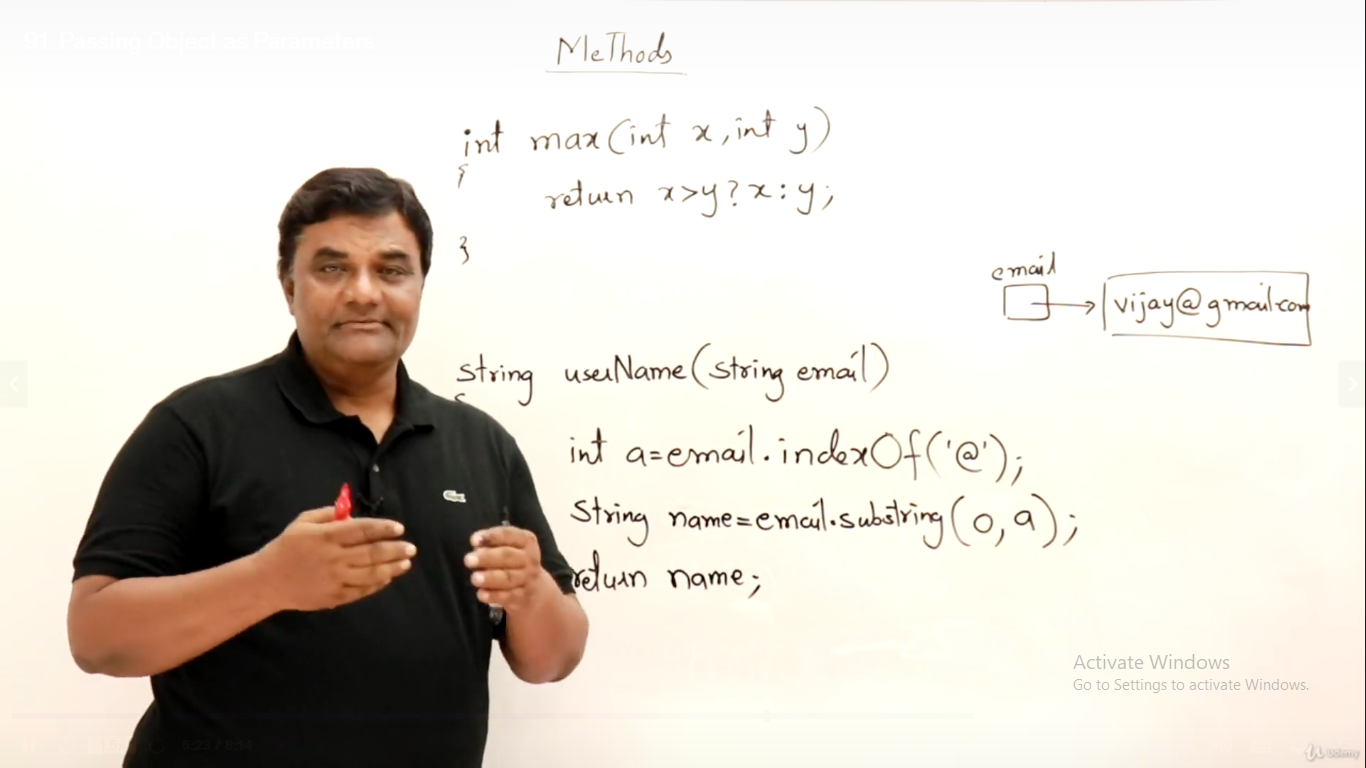 91. Passing Object as Parameters
Methods
int max(int x, int y)
{
return x>y?x:y;
}
email
vijay@gmail.com
string userName(string email)
{
int a=email.indexOf('@');
String name=email.substring(0,a);
return name;
Activate Windows
Go to Settings to activate Windows.
6:23 / 8:14
Udemy